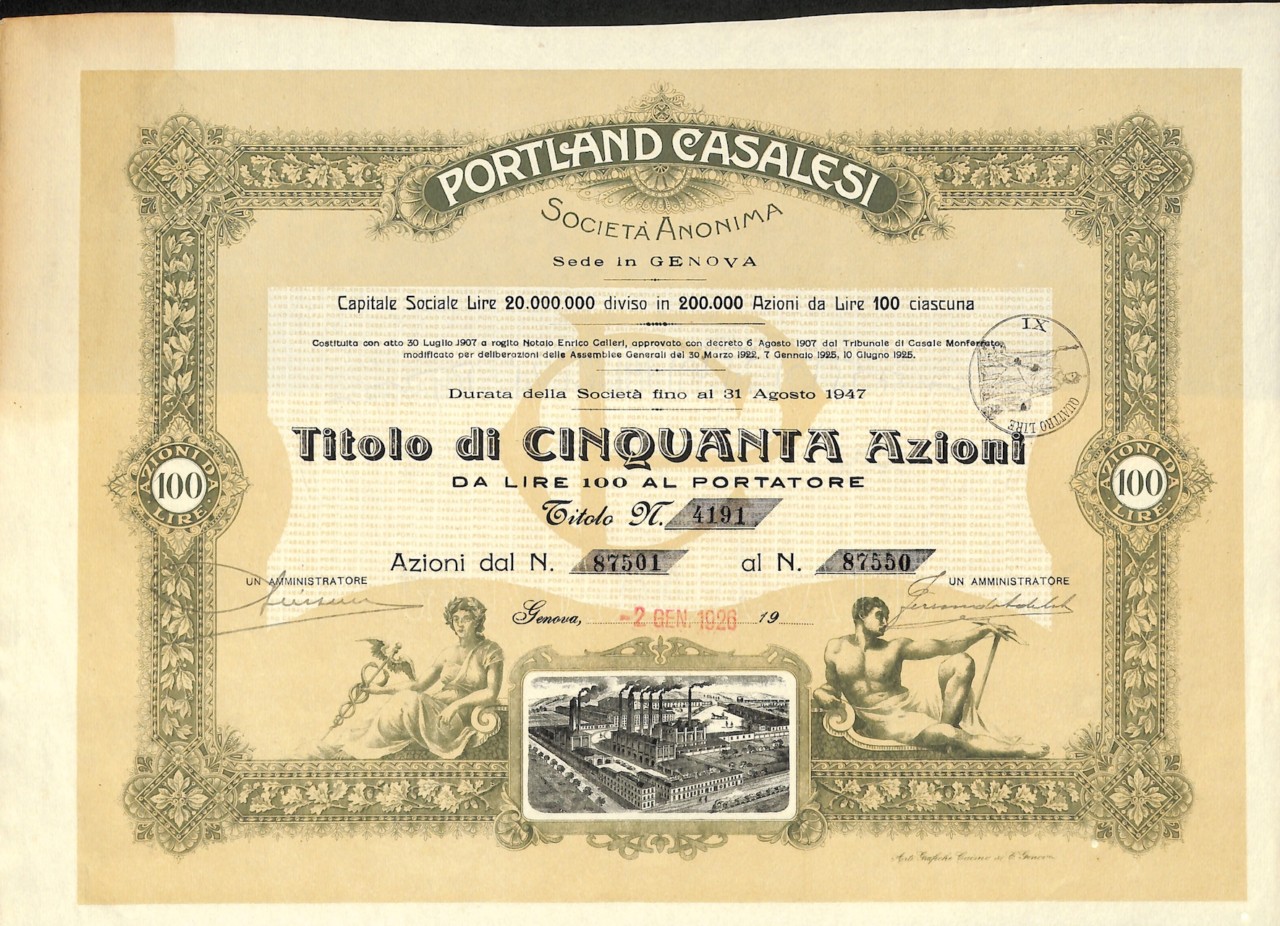 PORTLAND CASALESI
SOCIETÀ ANONIMA
Sede in GENOVA
Capitale Sociale Lire 20.000.000 diviso in 200.000 Azioni da Lire 100 ciascuna
Costituita con atto 30 Luglio 1907 a rogito Notaio Enrico Calleri, approvato con decreto 6 Agosto 1907 dal Tribunale di Casale Monferrato,
modificato per deliberazioni delle Assemblee Generali del 30 Marzo 1922, 7 Gennaio 1925, 10 Giugno 1925.
IX
QUATTRO LIRE
Durata della Società fino al 31 Agosto 1947
Titolo di CINQUANTA Azioni
DA LIRE 100 AL PORTATORE
AZIONI DA
100
LIRE
AZIONI DA
100
LIRE
Titolo N. 4191
Azioni dal N. 87501 al N. 87550
UN AMMINISTRATORE
UN AMMINISTRATORE
Genova, -2 GEN. 1926 19
Arti Grafiche Genova